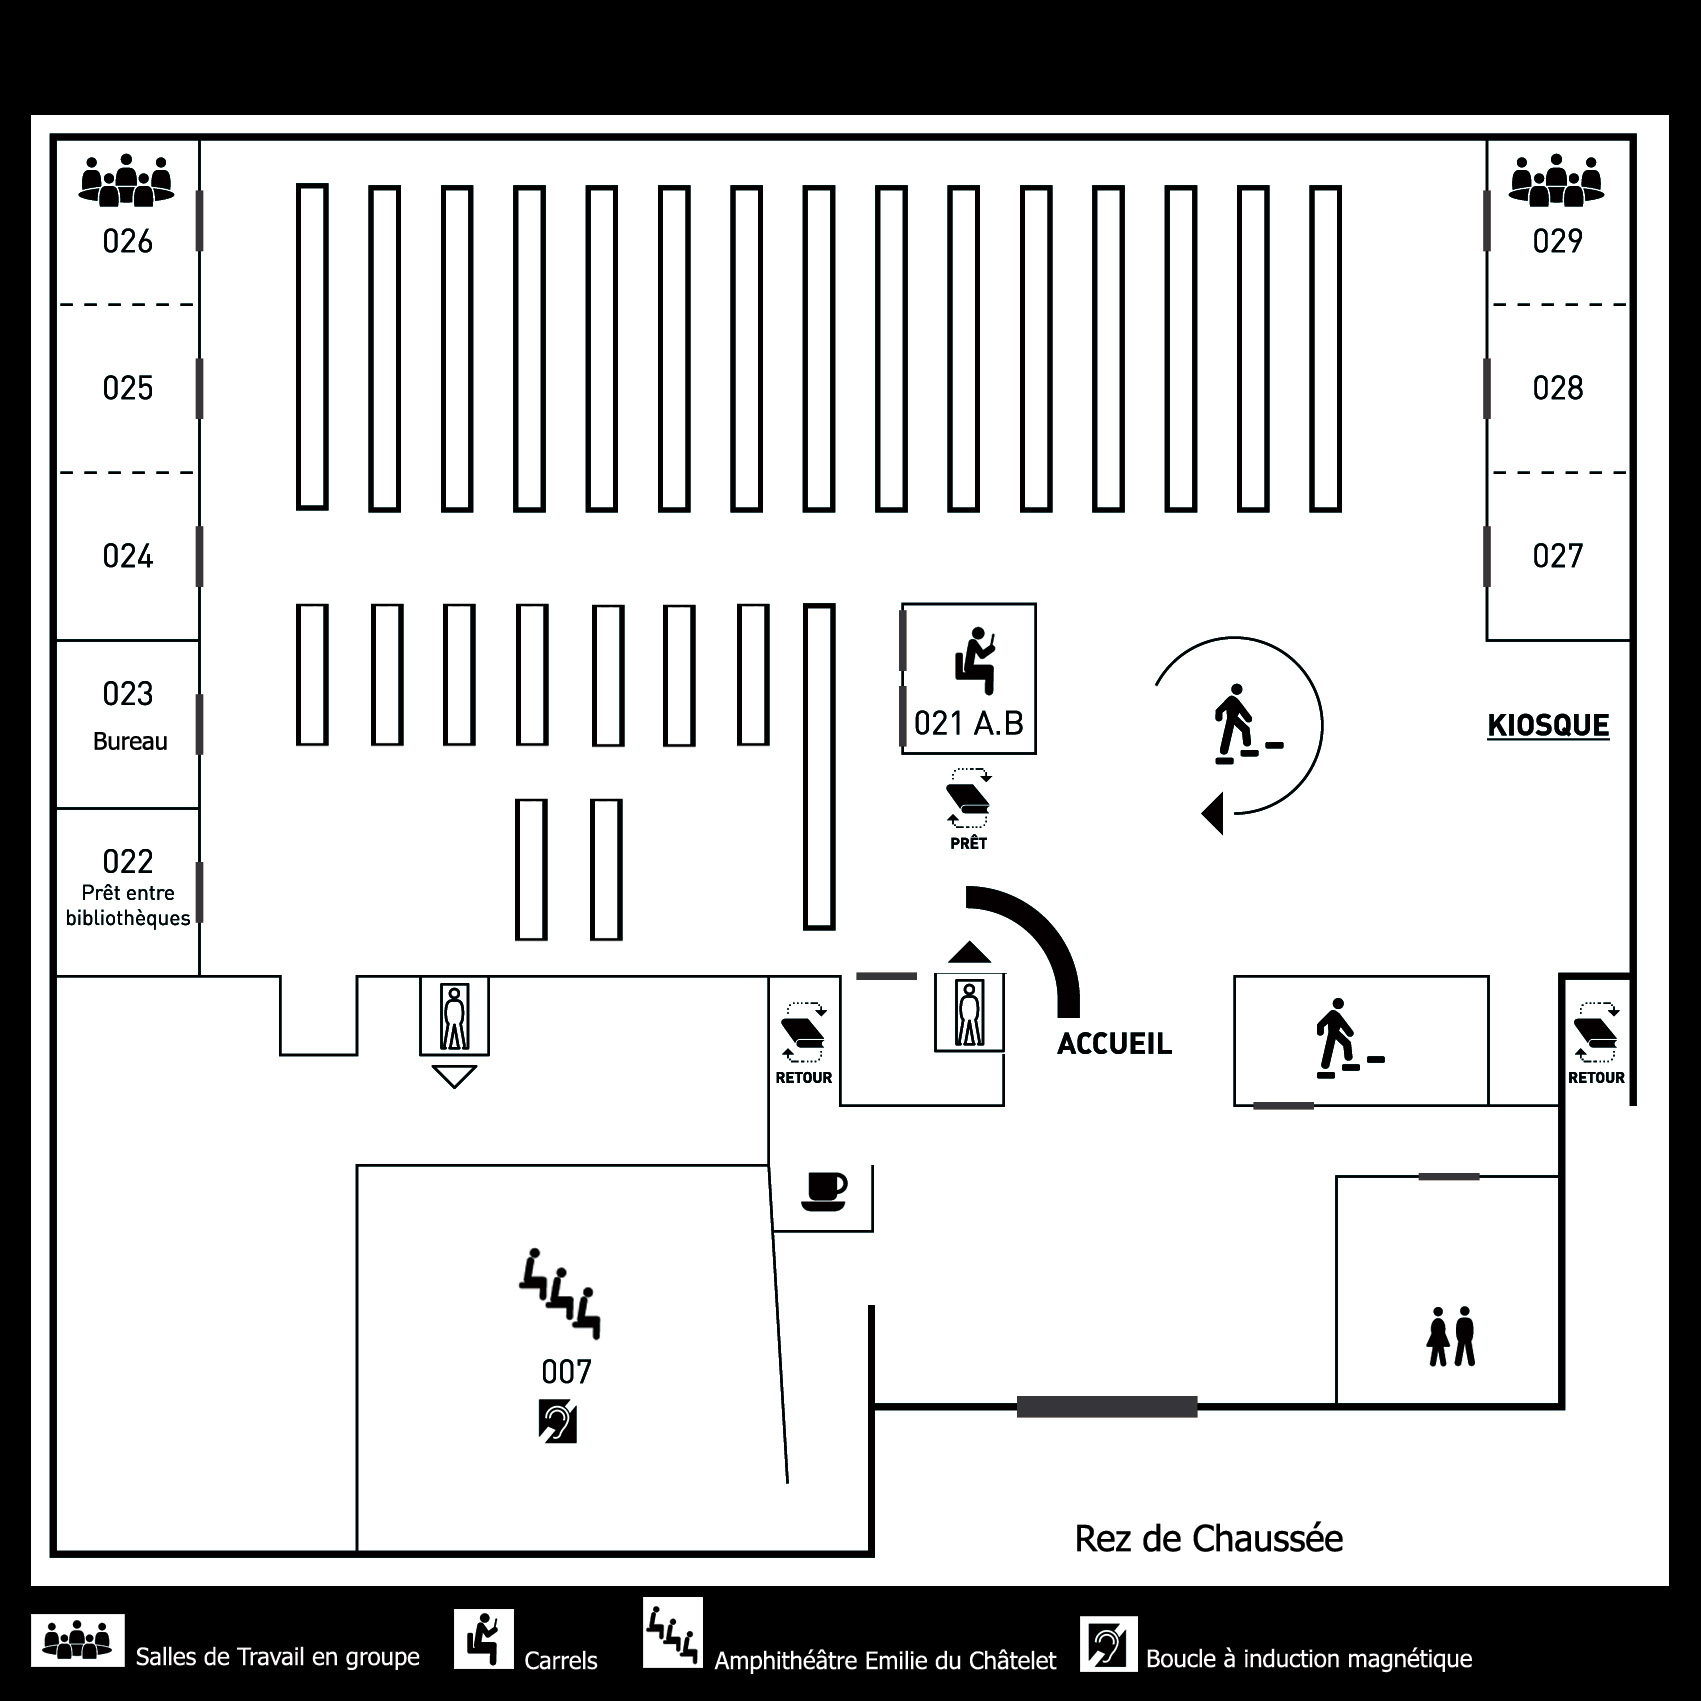 026
029
025
028
024
027
023
Bureau
021 A.B
KIOSQUE
PRÊT
022
Prêt entre
bibliothèques
ACCUEIL
RETOUR
RETOUR
007
Rez de Chaussée
Salles de Travail en groupe
Carrels
Amphithéâtre Emilie du Châtelet
Boucle à induction magnétique